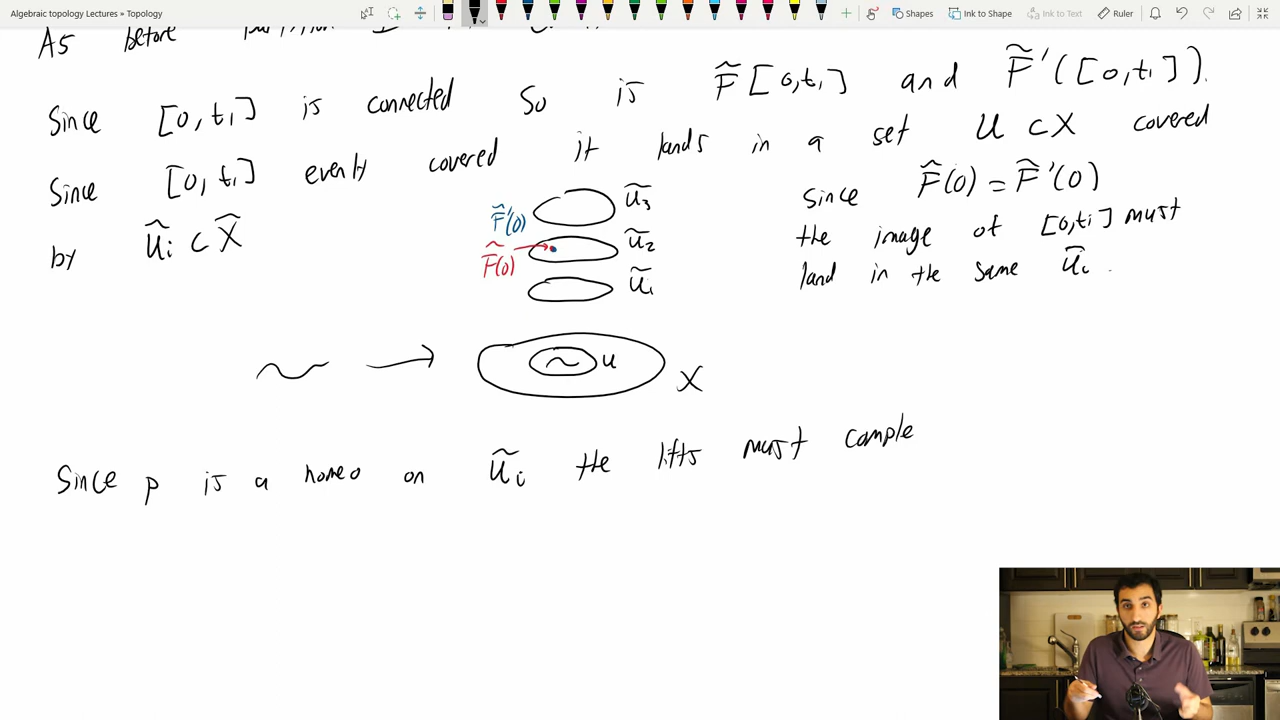 Algebraic topology Lectures » Topology
Shapes Ink to Shape Ink to Text Ruler
As before
Since [0,t₁] is connected So is F̃[0,t₁] and F̃'([0,t₁]).
Since [0,t₁] evenly covered it lands in a set U ⊂ X covered
by Ũᵢ ⊂ X̃
Since F̃(0) = F̃'(0)
the image of [0,t₁] must
land in the same Ũᵢ.
Ũ₃
F̃'(0)
Ũ₂
F̃(0)
Ũ₁
U
X
Since p is a homeo on Ũᵢ the lifts must